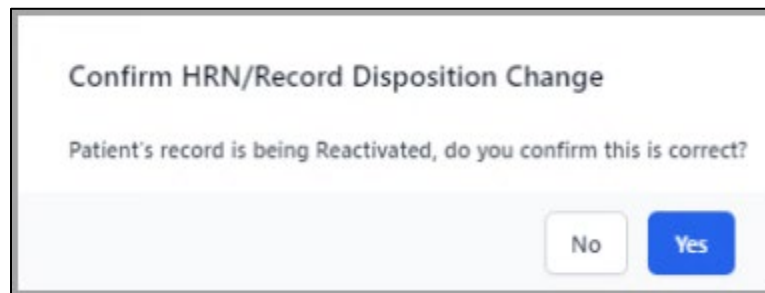 Confirm HRN/Record Disposition Change
Patient's record is being Reactivated, do you confirm this is correct?
No
Yes